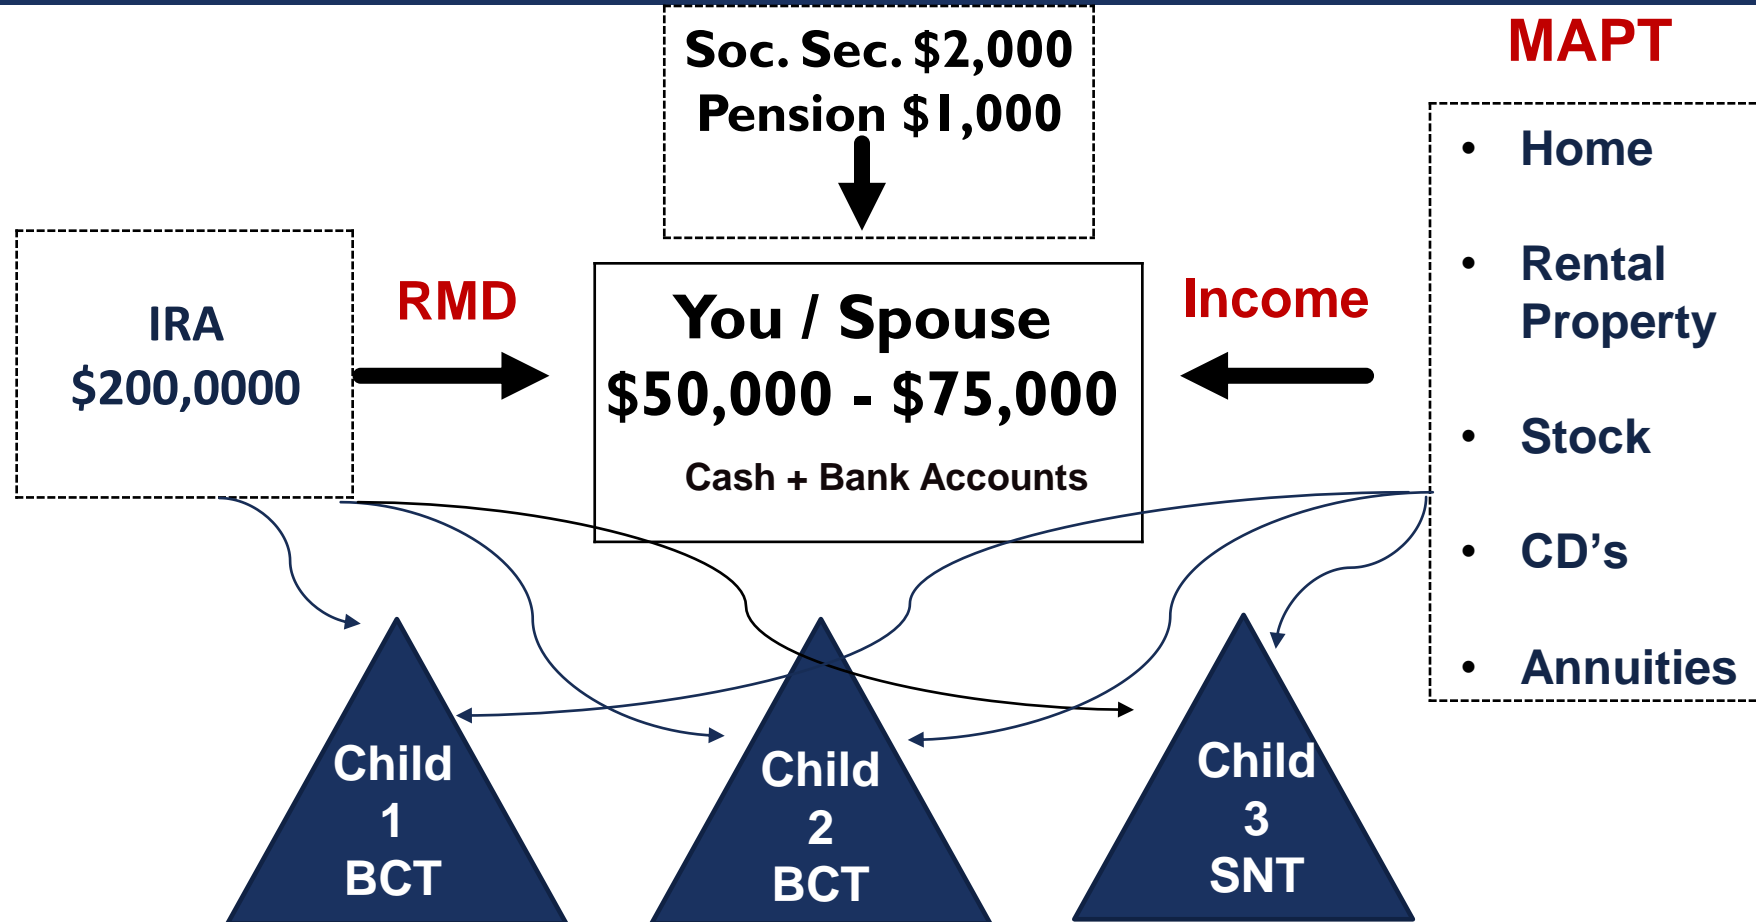 Soc. Sec. $2,000
Pension $1,000
MAPT
• Home
• Rental
Property
• Stock
• CD’s
• Annuities
IRA
$200,0000
RMD
You / Spouse
$50,000 - $75,000
Cash + Bank Accounts
Income
Child
1
BCT
Child
2
BCT
Child
3
SNT